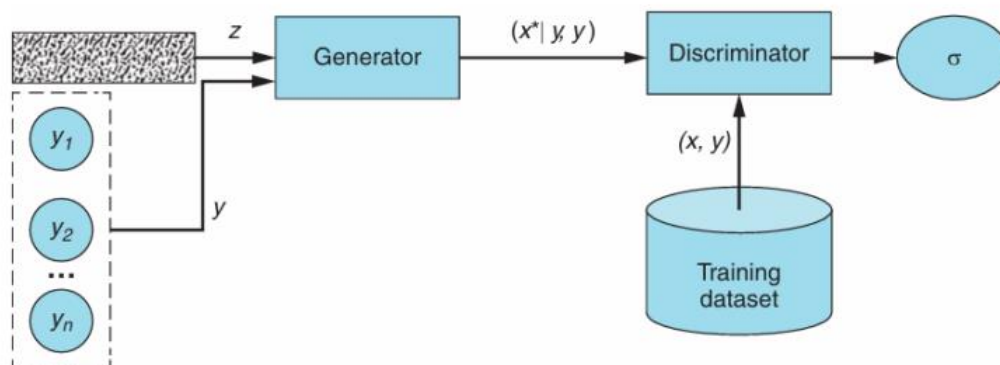 z
Generator
(x*| y, y )
Discriminator
σ
y₁
(x, y)
y
y₂
...
Training
dataset
yₙ